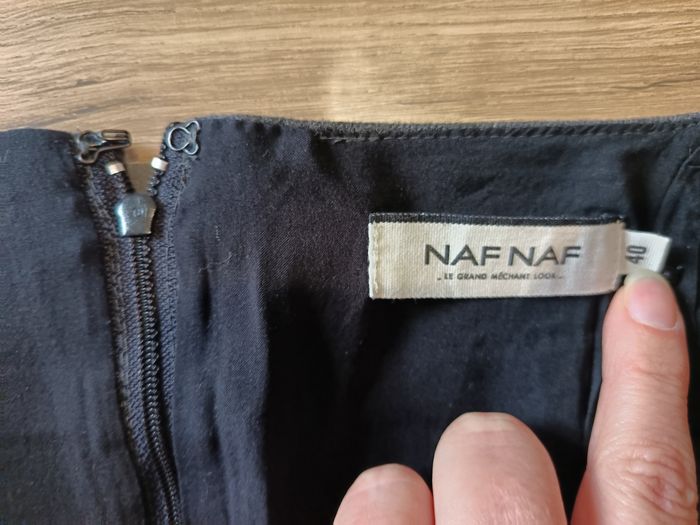 NAF NAF
_ LE GRAND MÉCHANT LOOK _
40